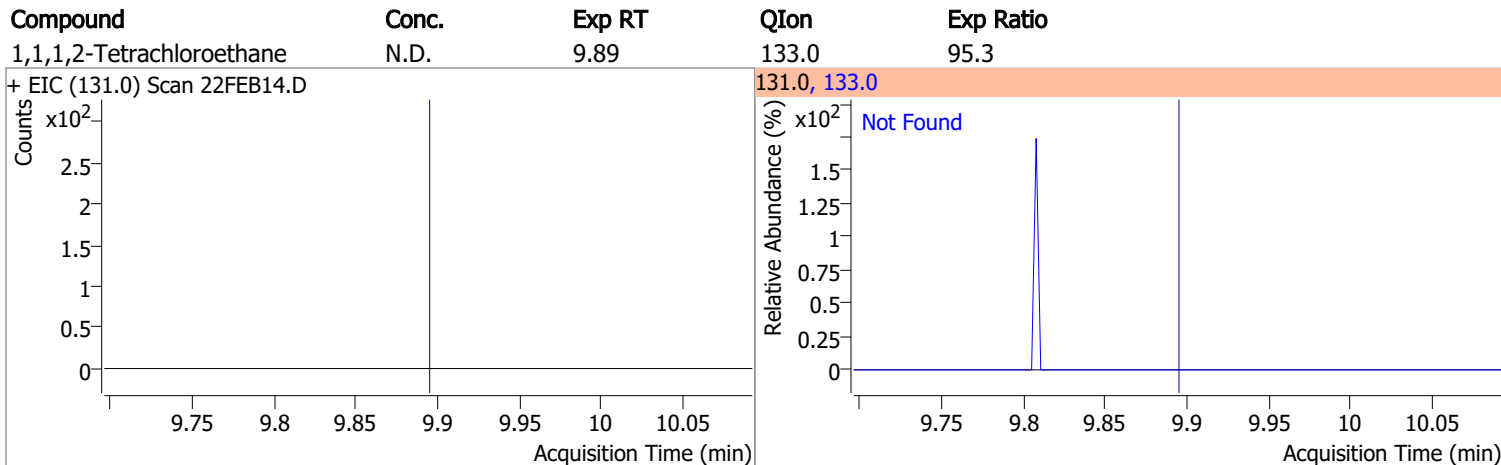 Compound Conc. Exp RT QIon Exp Ratio
1,1,1,2-Tetrachloroethane N.D. 9.89 133.0 95.3
+ EIC (131.0) Scan 22FEB14.D
Counts
x10²
2.5
2
1.5
1
0.5
0
9.75 9.8 9.85 9.9 9.95 10 10.05
Acquisition Time (min)
131.0, 133.0
Relative Abundance (%)
x10²
Not Found
1.5
1.25
1
0.75
0.5
0.25
0
9.75 9.8 9.85 9.9 9.95 10 10.05
Acquisition Time (min)